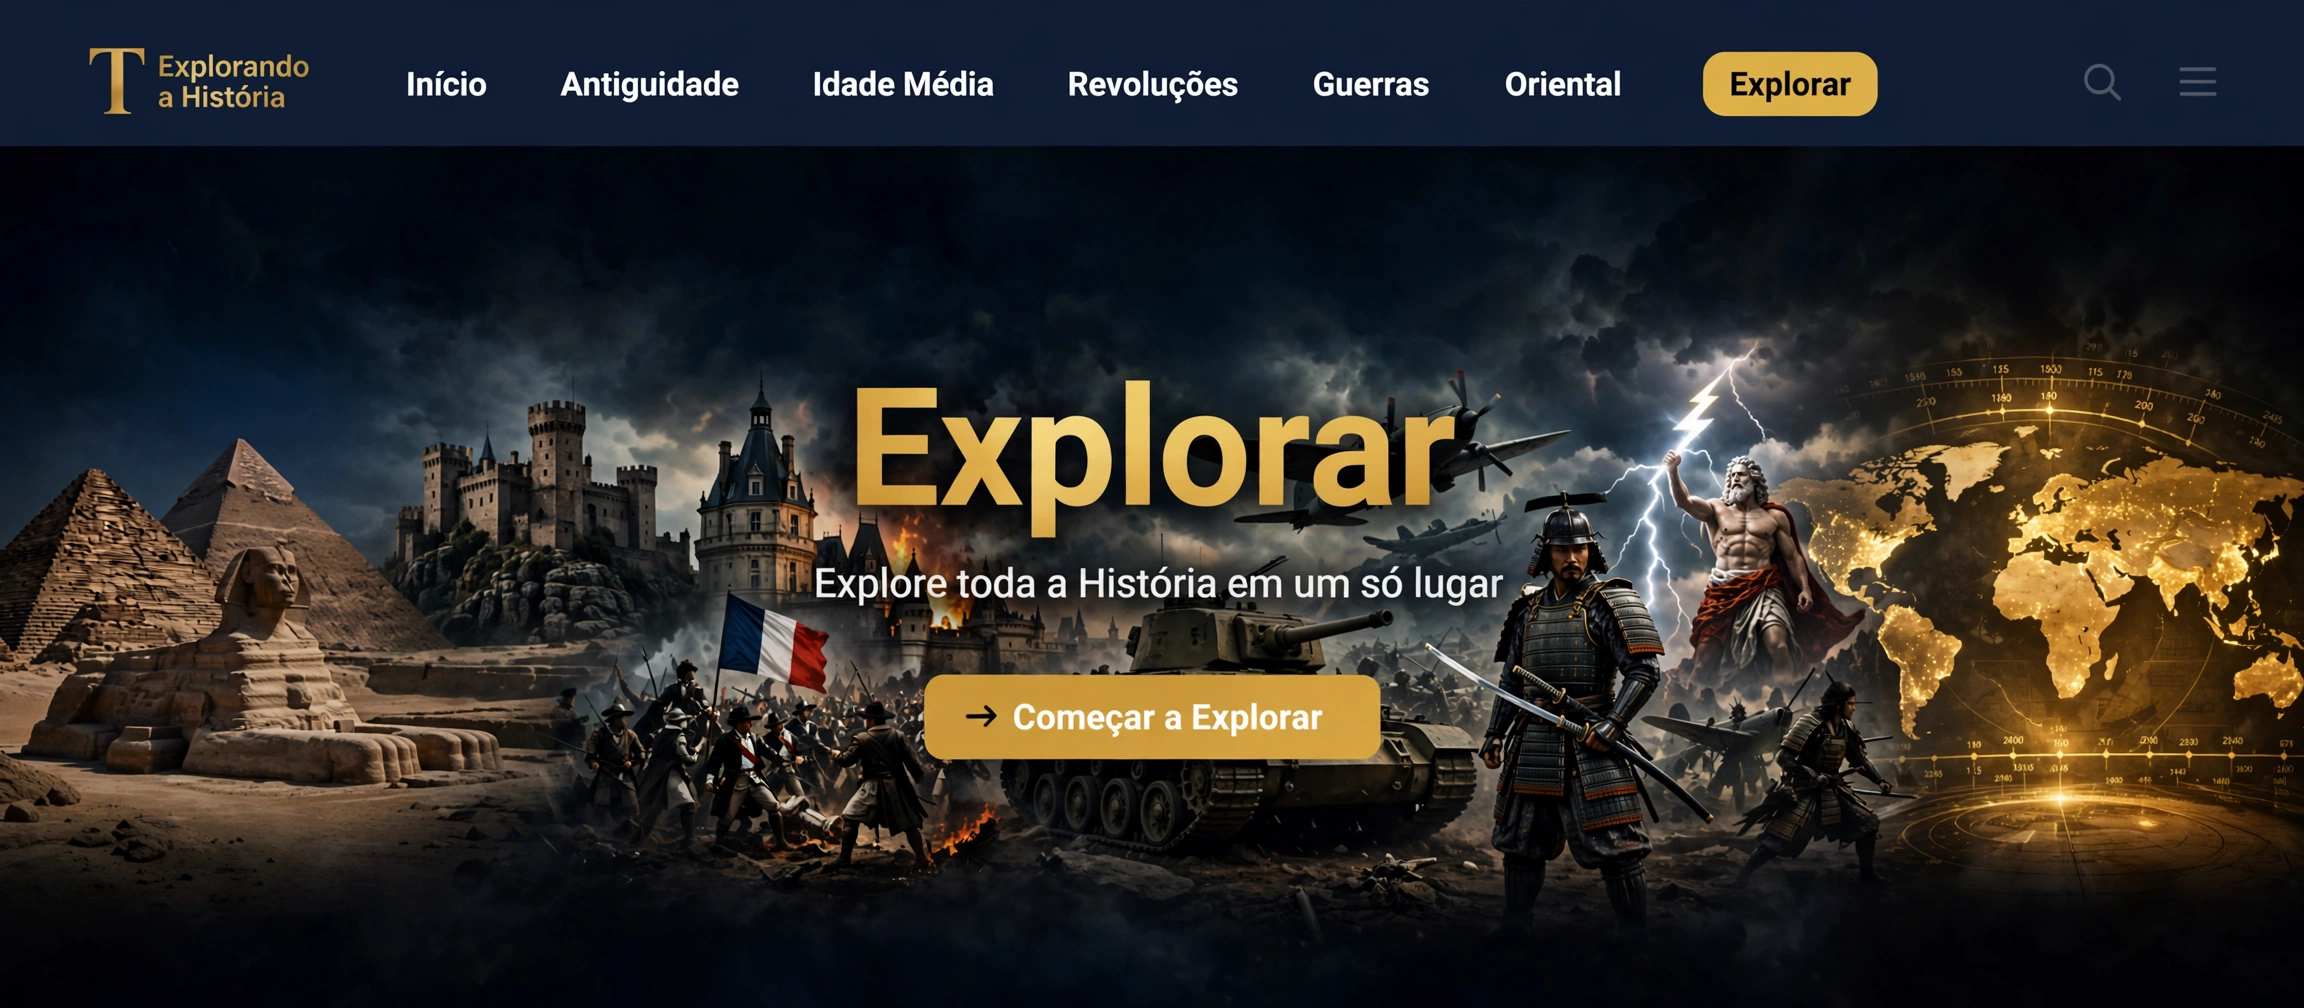 T
Explorando
a História
Início
Antiguidade
Idade Média
Revoluções
Guerras
Oriental
Explorar
Explorar
Explore toda a História em um só lugar
→ Começar a Explorar